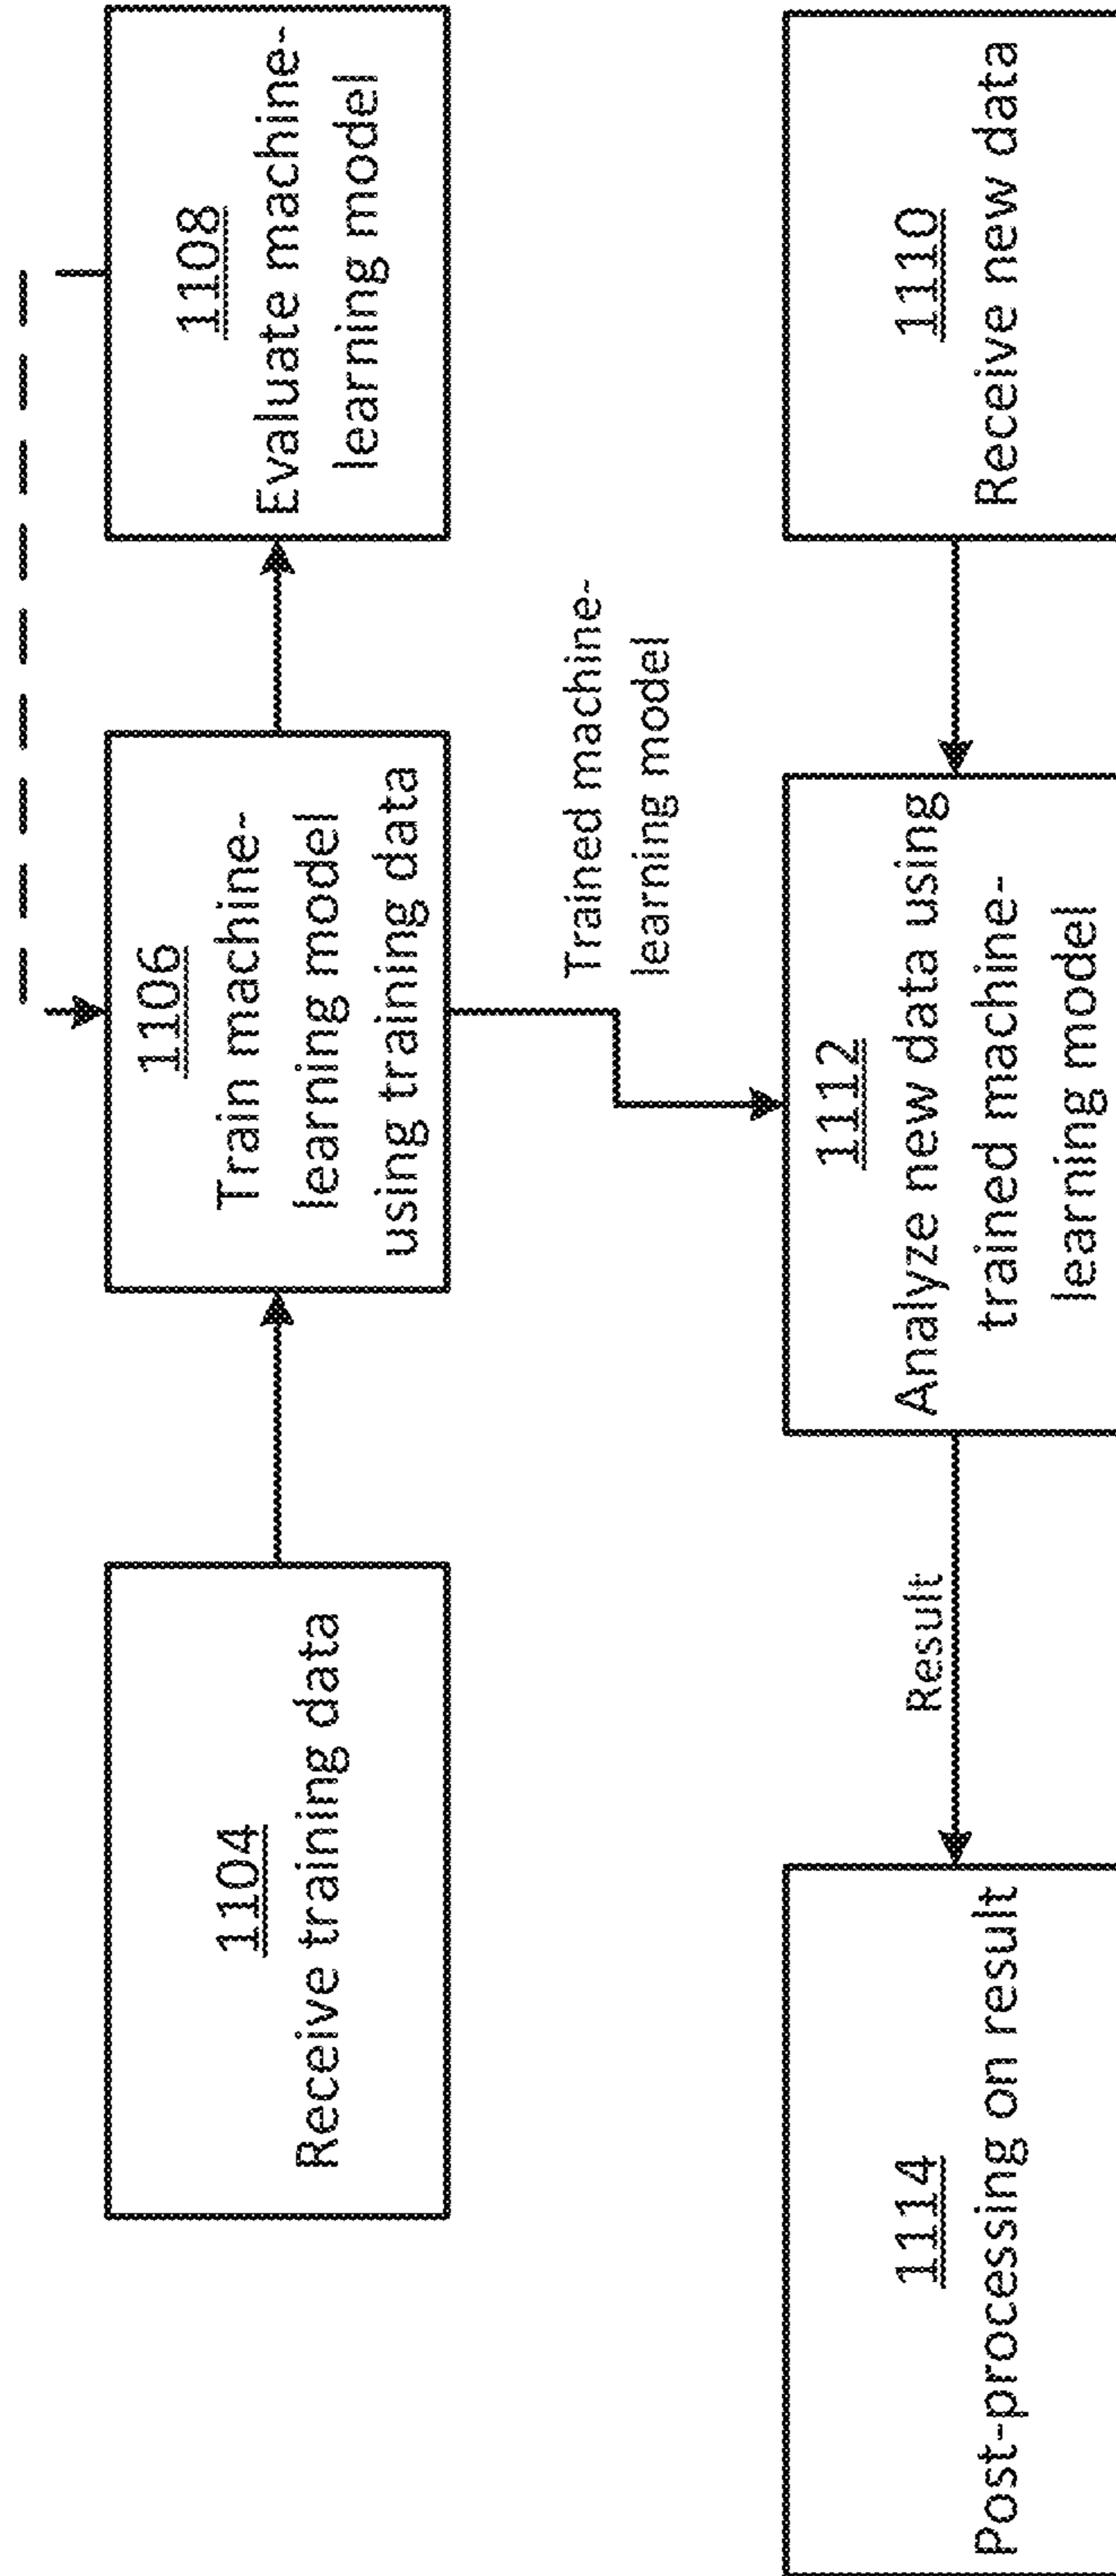 1104
Receive training data
1106
Train machine-
learning model
using training data
1108
Evaluate machine-
learning model
Trained machine-
learning model
1110
Receive new data
1112
Analyze new data using
trained machine-
learning model
Result
1114
Post-processing on result